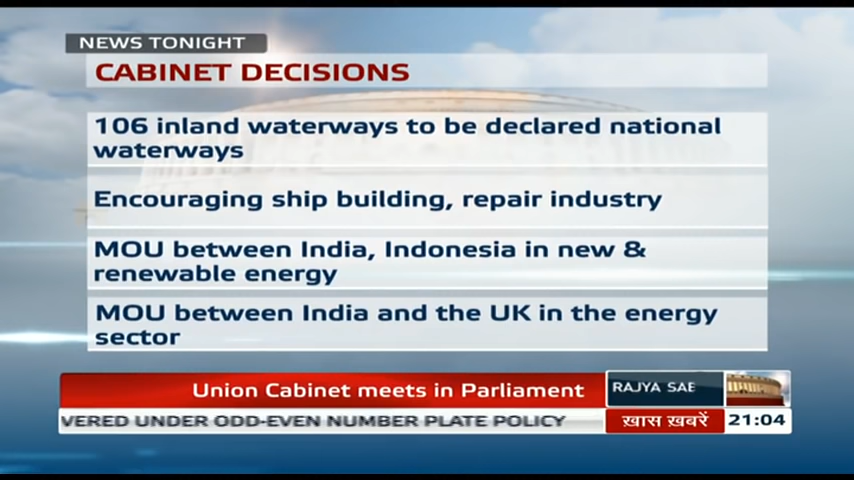 NEWS TONIGHT
CABINET DECISIONS
106 inland waterways to be declared national
waterways
Encouraging ship building, repair industry
MOU between India, Indonesia in new &
renewable energy
MOU between India and the UK in the energy
sector
Union Cabinet meets in Parliament
RAJYA SAB
VERED UNDER ODD-EVEN NUMBER PLATE POLICY
ख़ास ख़बरें
21:04